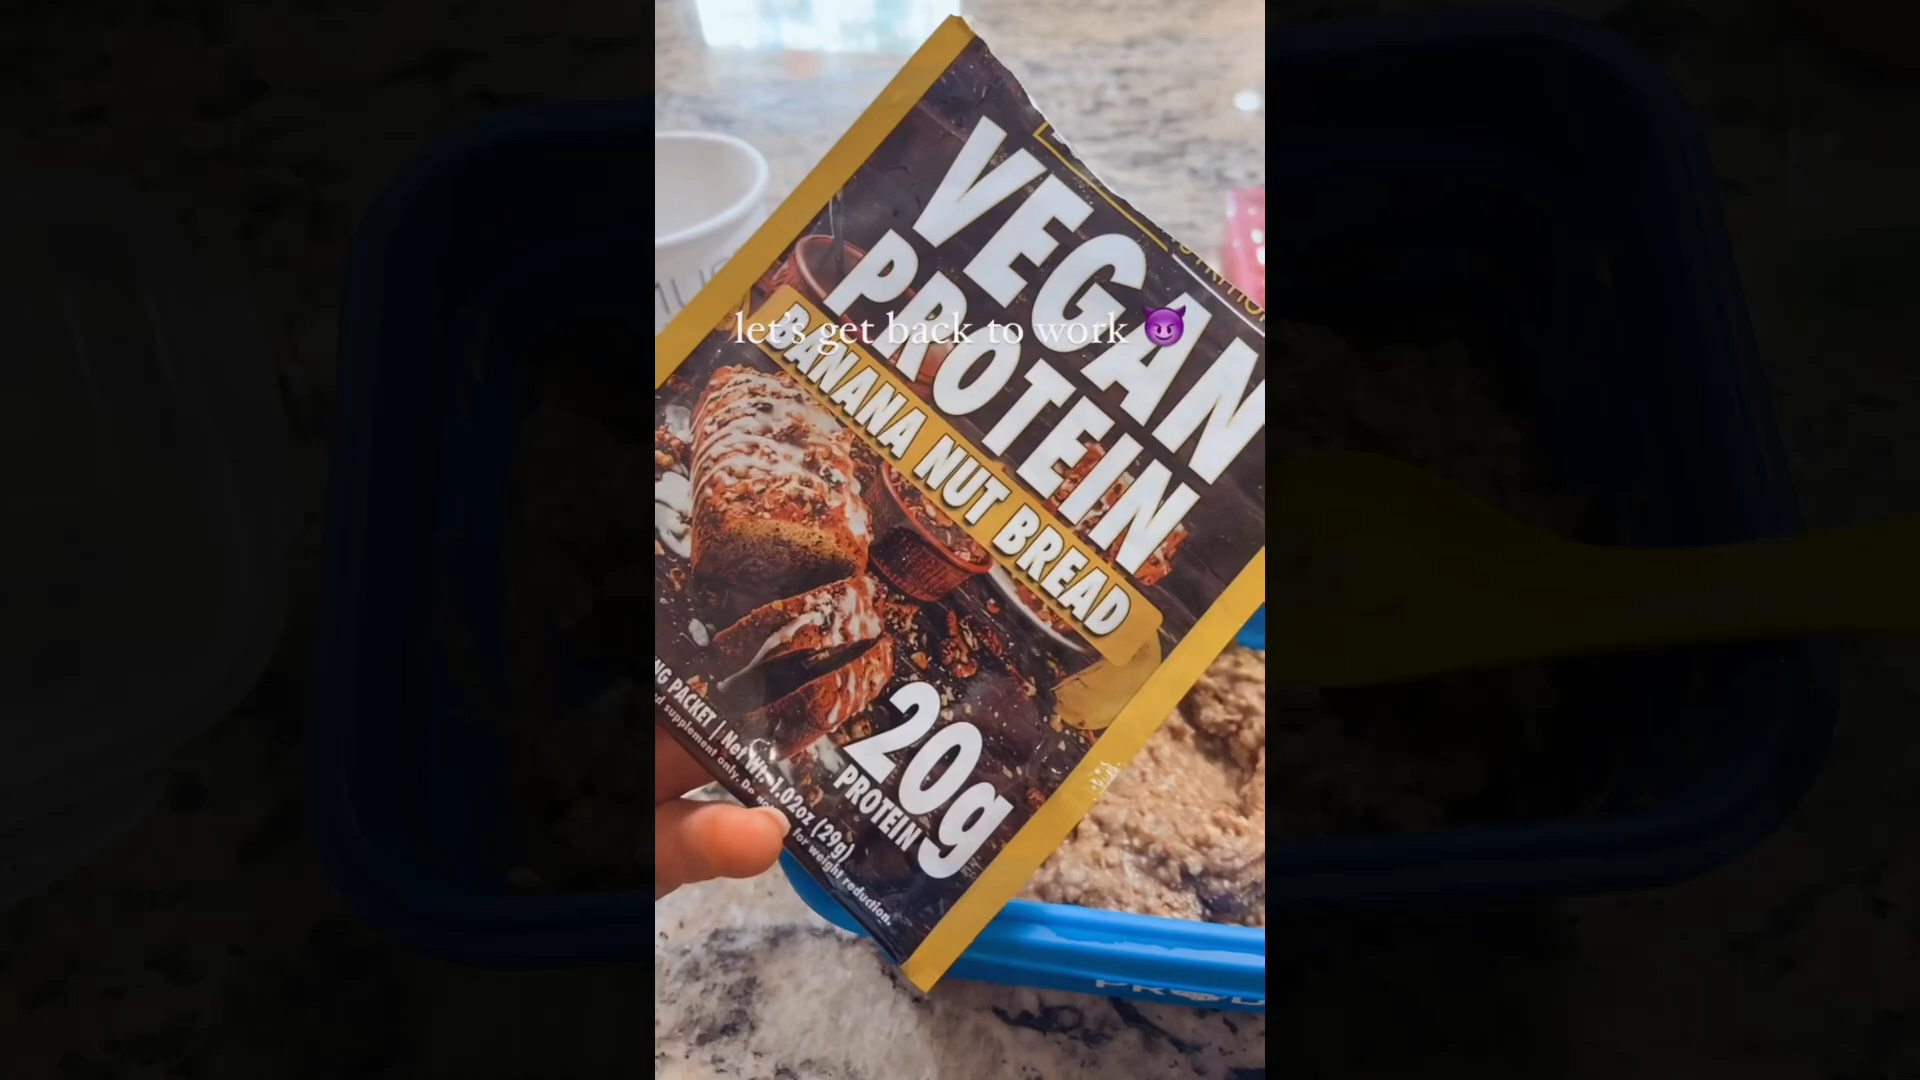 VEGAN
PROTEIN
BANANA NUT BREAD
let's get back to work 😈
20g
PROTEIN
PACKET | Net Wt. 1.02oz (29g)
supplement only. Do for weight reduction.